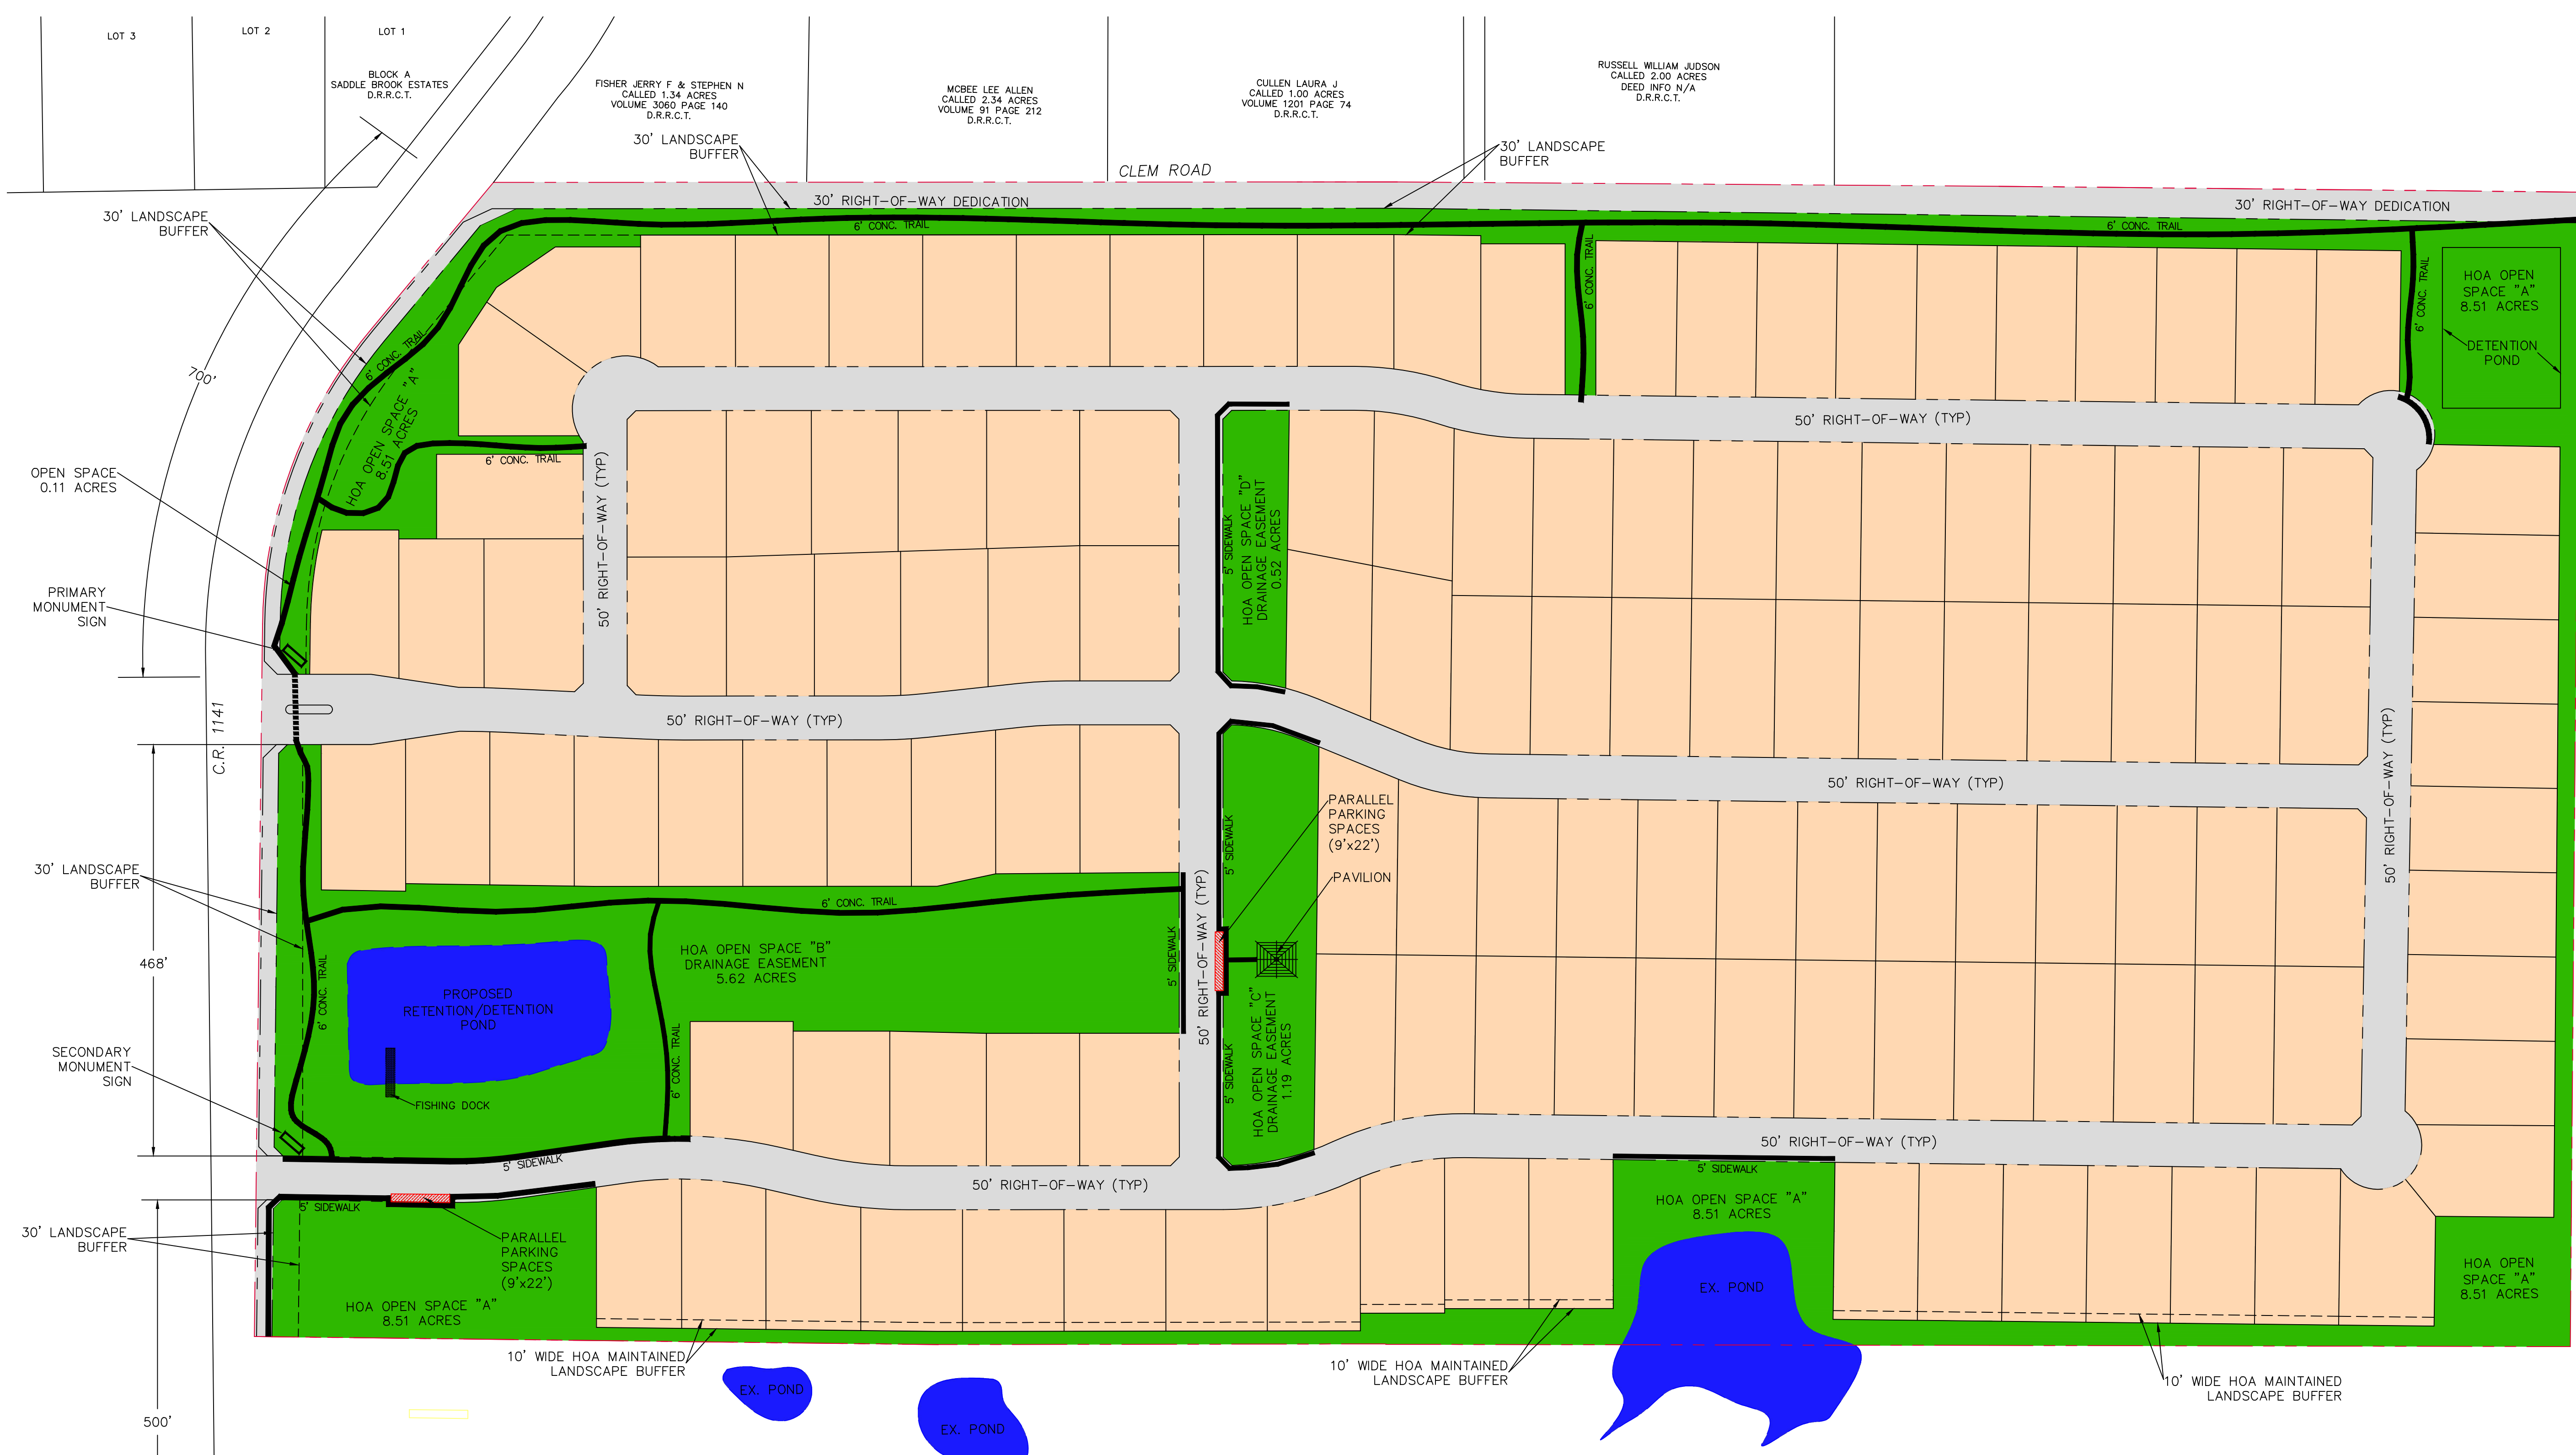 LOT 3
LOT 2
LOT 1
BLOCK A
SADDLE BROOK ESTATES
D.R.R.C.T.
FISHER JERRY F & STEPHEN N
CALLED 1.34 ACRES
VOLUME 3060 PAGE 140
D.R.R.C.T.
MCBEE LEE ALLEN
CALLED 2.34 ACRES
VOLUME 91 PAGE 212
D.R.R.C.T.
CULLEN LAURA J
CALLED 1.00 ACRES
VOLUME 1201 PAGE 74
D.R.R.C.T.
RUSSELL WILLIAM JUDSON
CALLED 2.00 ACRES
DEED INFO N/A
D.R.R.C.T.
30' LANDSCAPE
BUFFER
30' LANDSCAPE
BUFFER
CLEM ROAD
30' RIGHT-OF-WAY DEDICATION
30' RIGHT-OF-WAY DEDICATION
30' LANDSCAPE
BUFFER
6' CONC. TRAIL
6' CONC. TRAIL
6' CONC. TRAIL
6' CONC. TRAIL
HOA OPEN
SPACE "A"
8.51 ACRES
DETENTION
POND
700'
6' CONC. TRAIL
HOA OPEN SPACE "A"
8.51 ACRES
6' CONC. TRAIL
50' RIGHT-OF-WAY (TYP)
OPEN SPACE
0.11 ACRES
50' RIGHT-OF-WAY (TYP)
5' SIDEWALK
HOA OPEN SPACE "D"
DRAINAGE EASEMENT
0.52 ACRES
PRIMARY
MONUMENT
SIGN
C.R. 1141
50' RIGHT-OF-WAY (TYP)
50' RIGHT-OF-WAY (TYP)
50' RIGHT-OF-WAY (TYP)
PARALLEL
PARKING
SPACES
(9'x22')
PAVILION
5' SIDEWALK
30' LANDSCAPE
BUFFER
6' CONC. TRAIL
468'
6' CONC. TRAIL
HOA OPEN SPACE "B"
DRAINAGE EASEMENT
5.62 ACRES
5' SIDEWALK
50' RIGHT-OF-WAY (TYP)
PROPOSED
RETENTION/DETENTION
POND
FISHING DOCK
6' CONC. TRAIL
5' SIDEWALK
HOA OPEN SPACE "C"
DRAINAGE EASEMENT
1.19 ACRES
SECONDARY
MONUMENT
SIGN
5' SIDEWALK
50' RIGHT-OF-WAY (TYP)
50' RIGHT-OF-WAY (TYP)
5' SIDEWALK
5' SIDEWALK
HOA OPEN SPACE "A"
8.51 ACRES
30' LANDSCAPE
BUFFER
PARALLEL
PARKING
SPACES
(9'x22')
HOA OPEN SPACE "A"
8.51 ACRES
EX. POND
HOA OPEN
SPACE "A"
8.51 ACRES
10' WIDE HOA MAINTAINED
LANDSCAPE BUFFER
10' WIDE HOA MAINTAINED
LANDSCAPE BUFFER
10' WIDE HOA MAINTAINED
LANDSCAPE BUFFER
EX. POND
EX. POND
500'